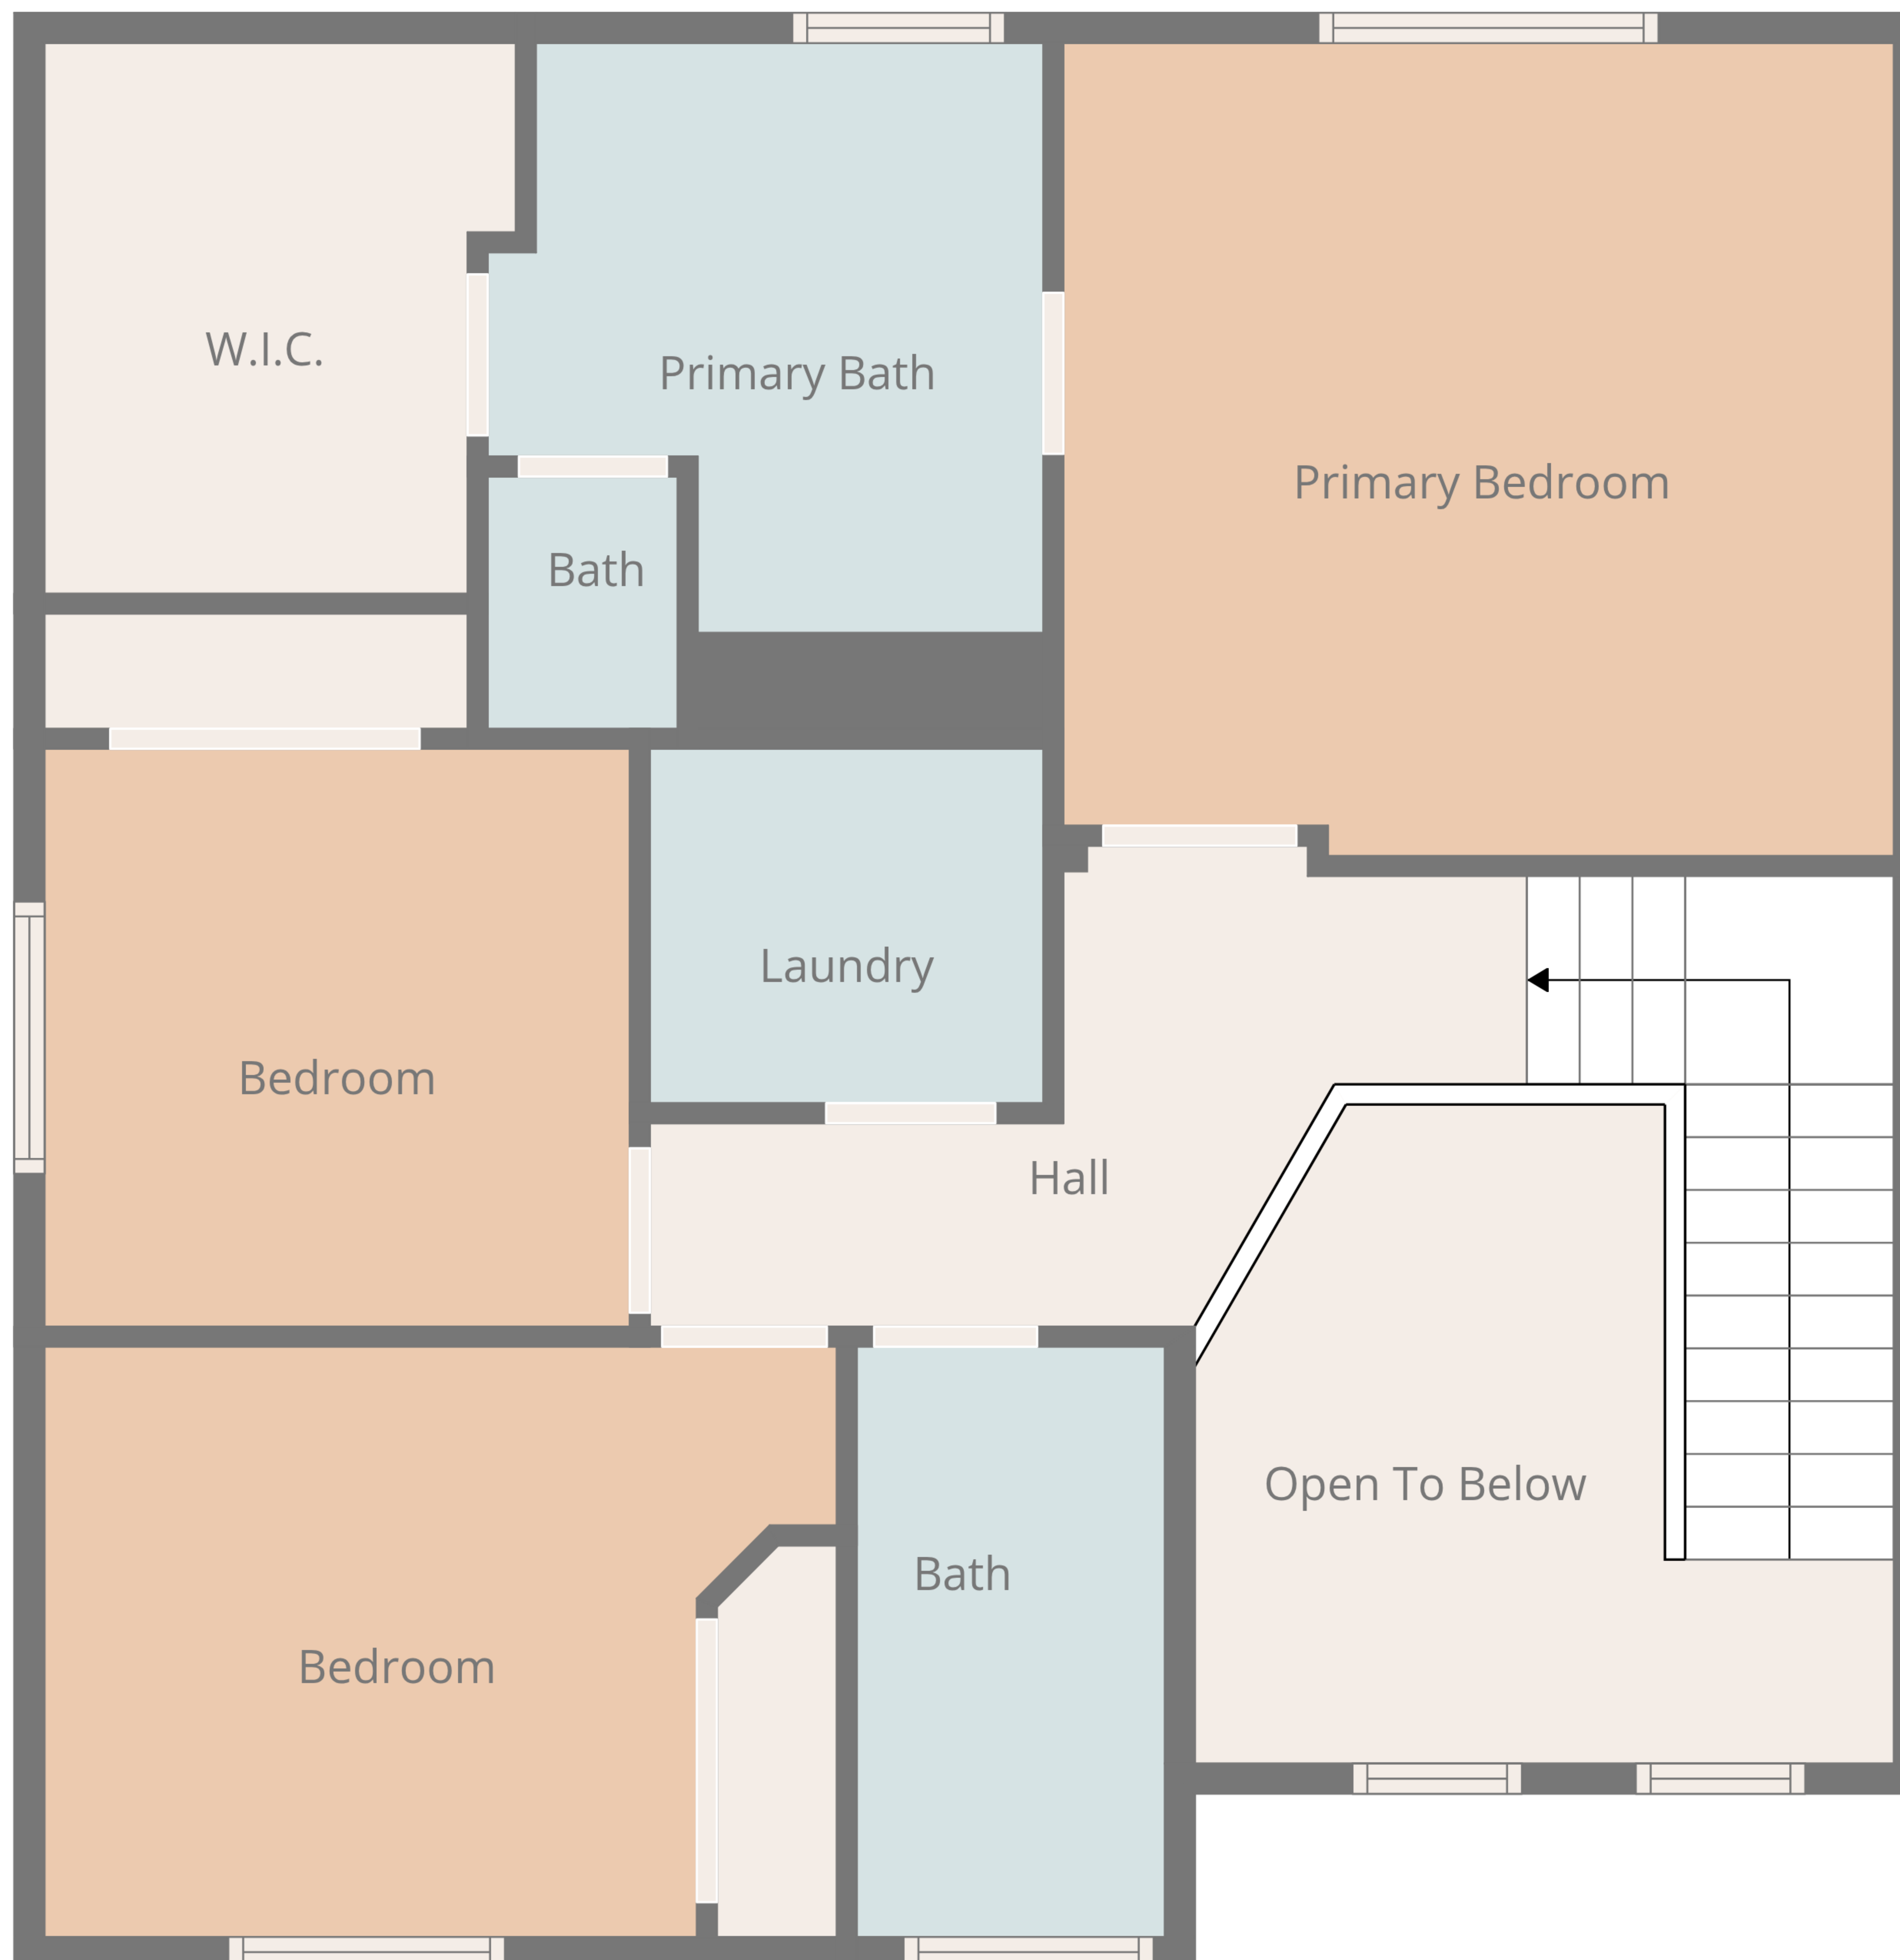 W.I.C.
Primary Bath
Primary Bedroom
Bath
Laundry
Bedroom
Hall
Open To Below
Bath
Bedroom